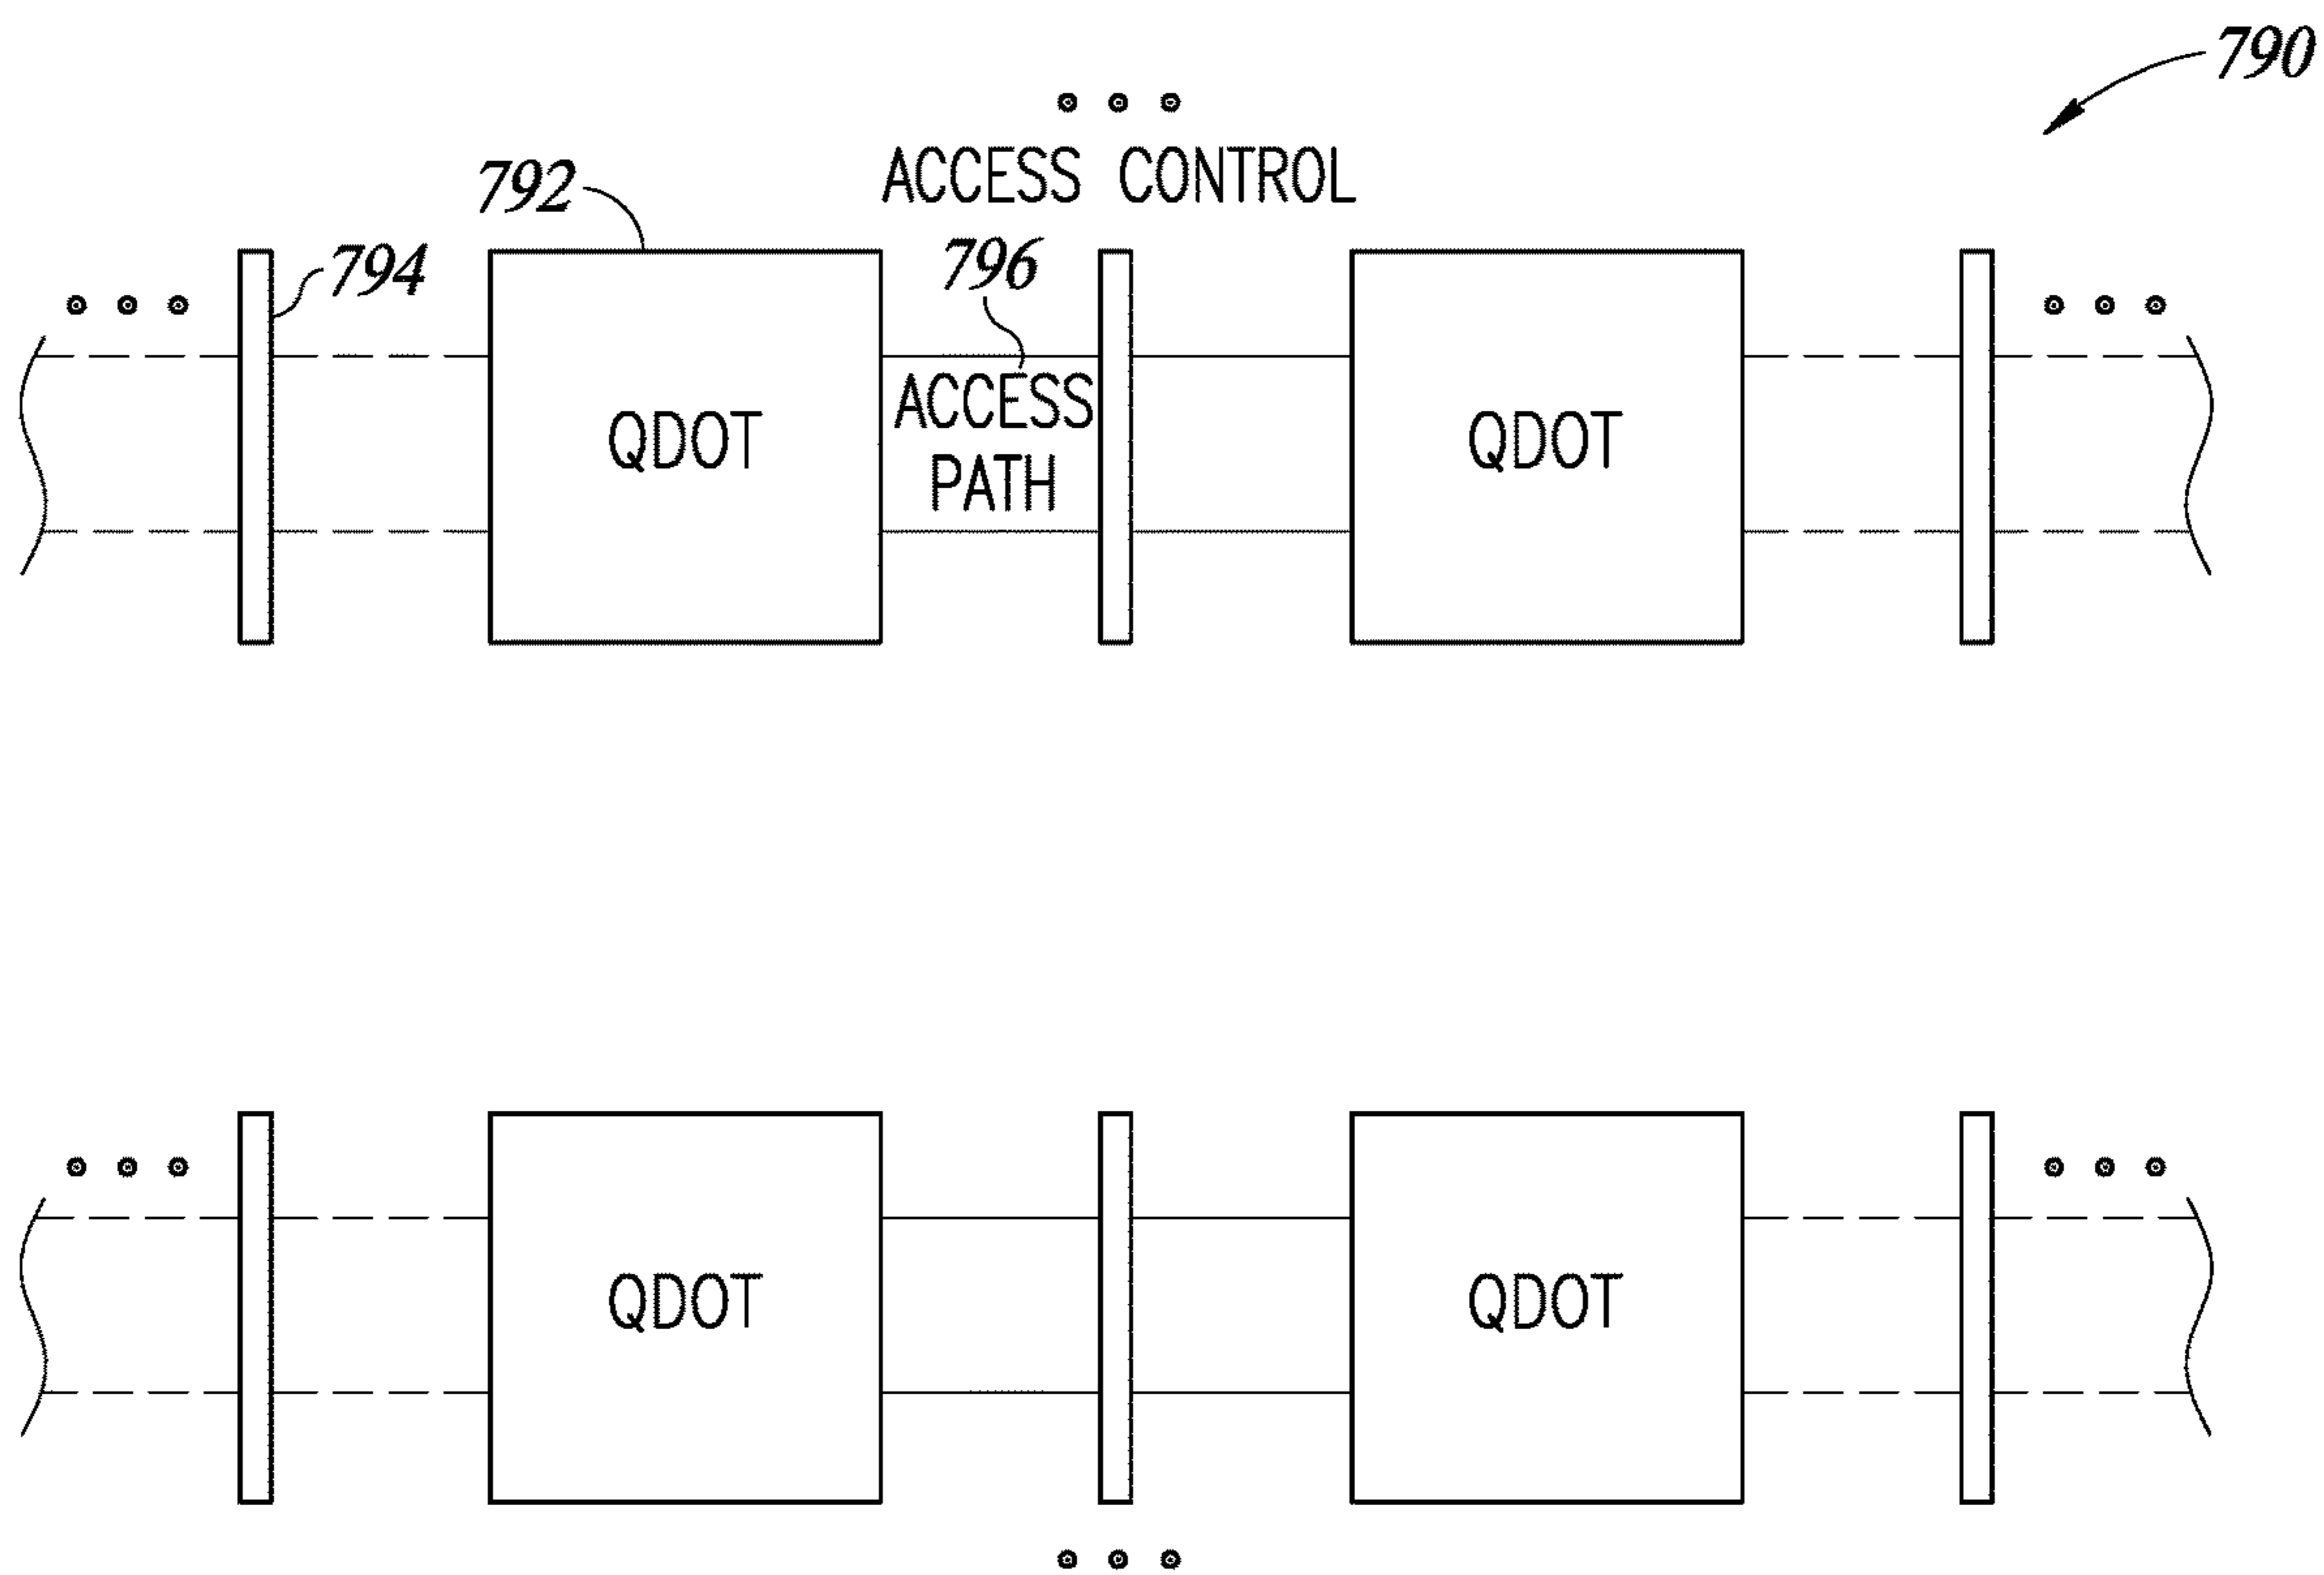 790
ACCESS CONTROL
792
794
796
ACCESS
PATH
QDOT
QDOT
QDOT
QDOT